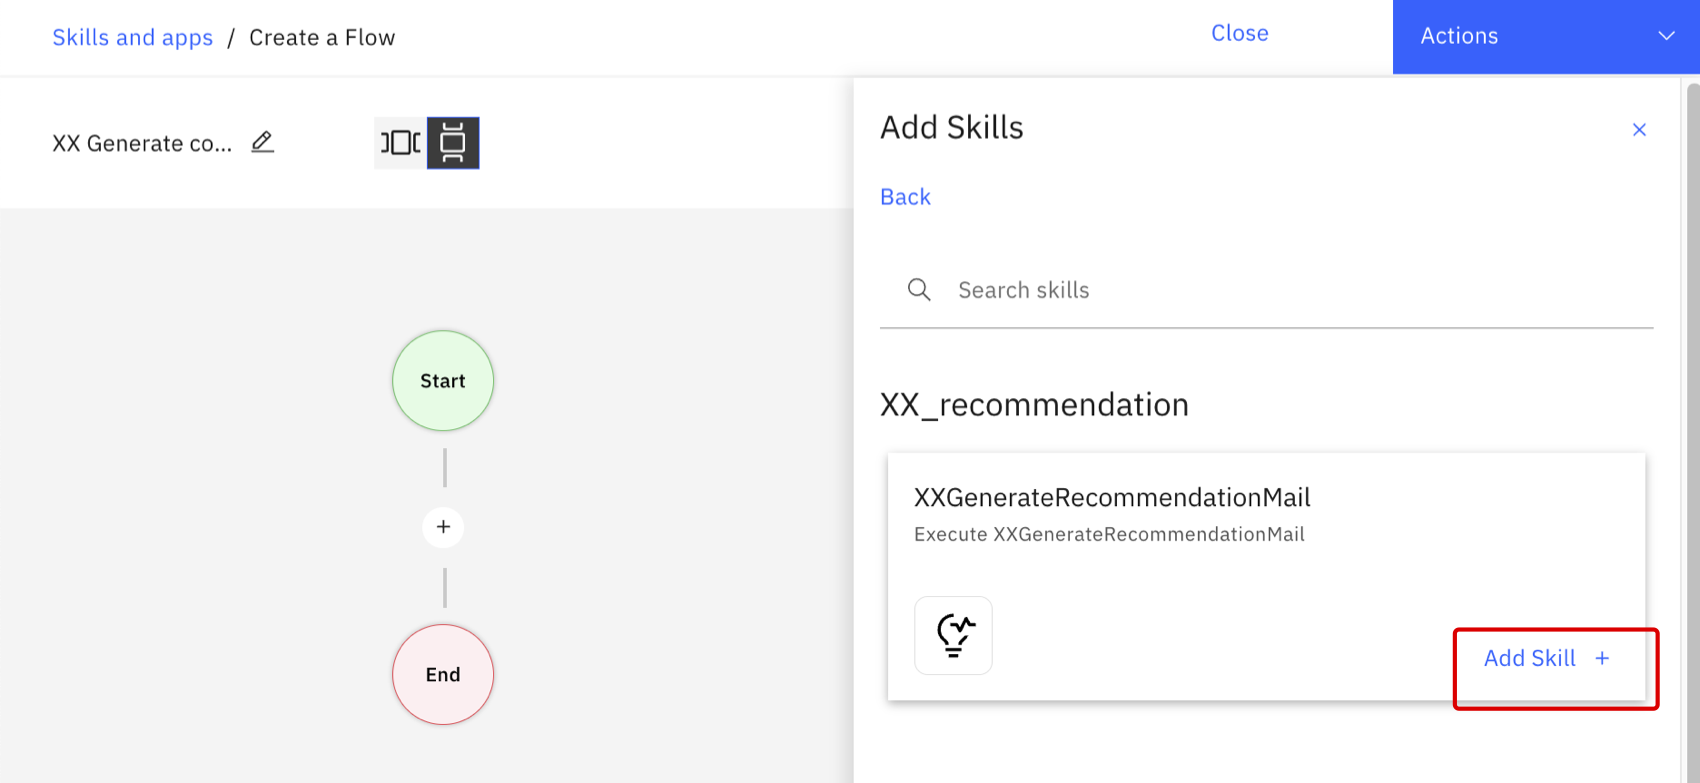 Skills and apps / Create a Flow
Close
Actions
XX Generate co...
Start
+
End
Add Skills
Back
Search skills
XX_recommendation
XXGenerateRecommendationMail
Execute XXGenerateRecommendationMail
Add Skill +